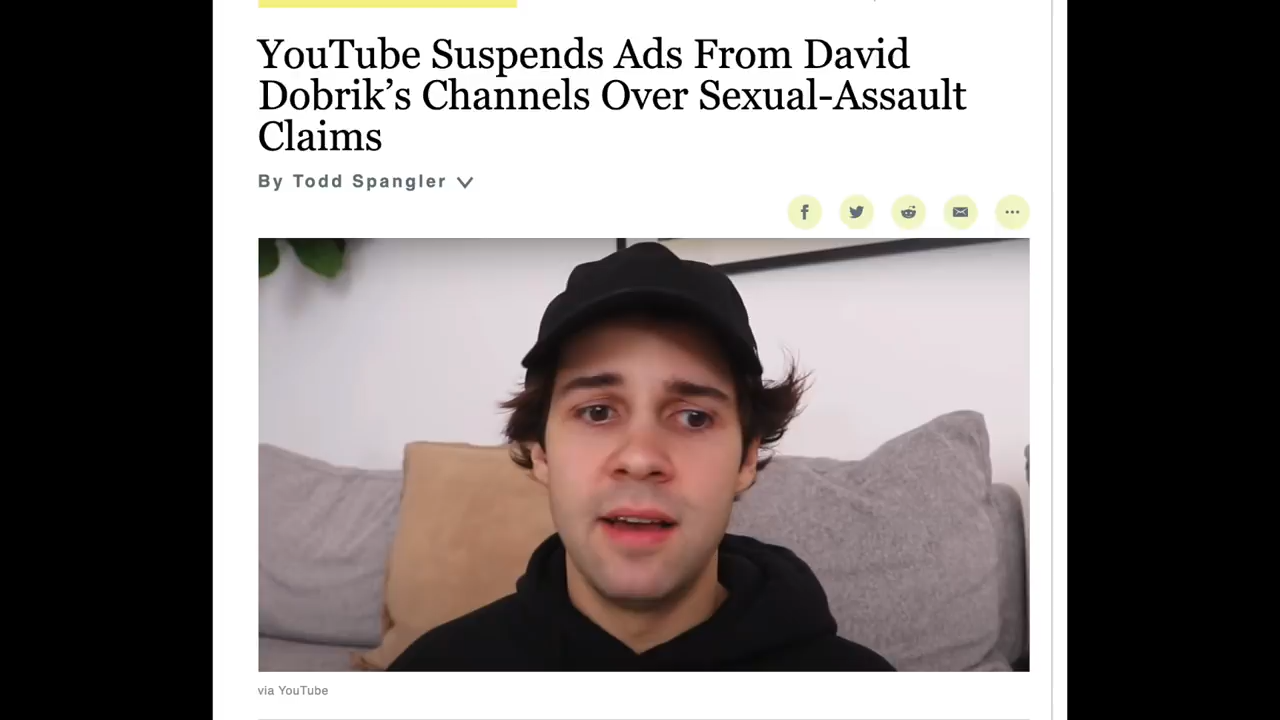 YouTube Suspends Ads From David
Dobrik’s Channels Over Sexual-Assault
Claims
By Todd Spangler
via YouTube